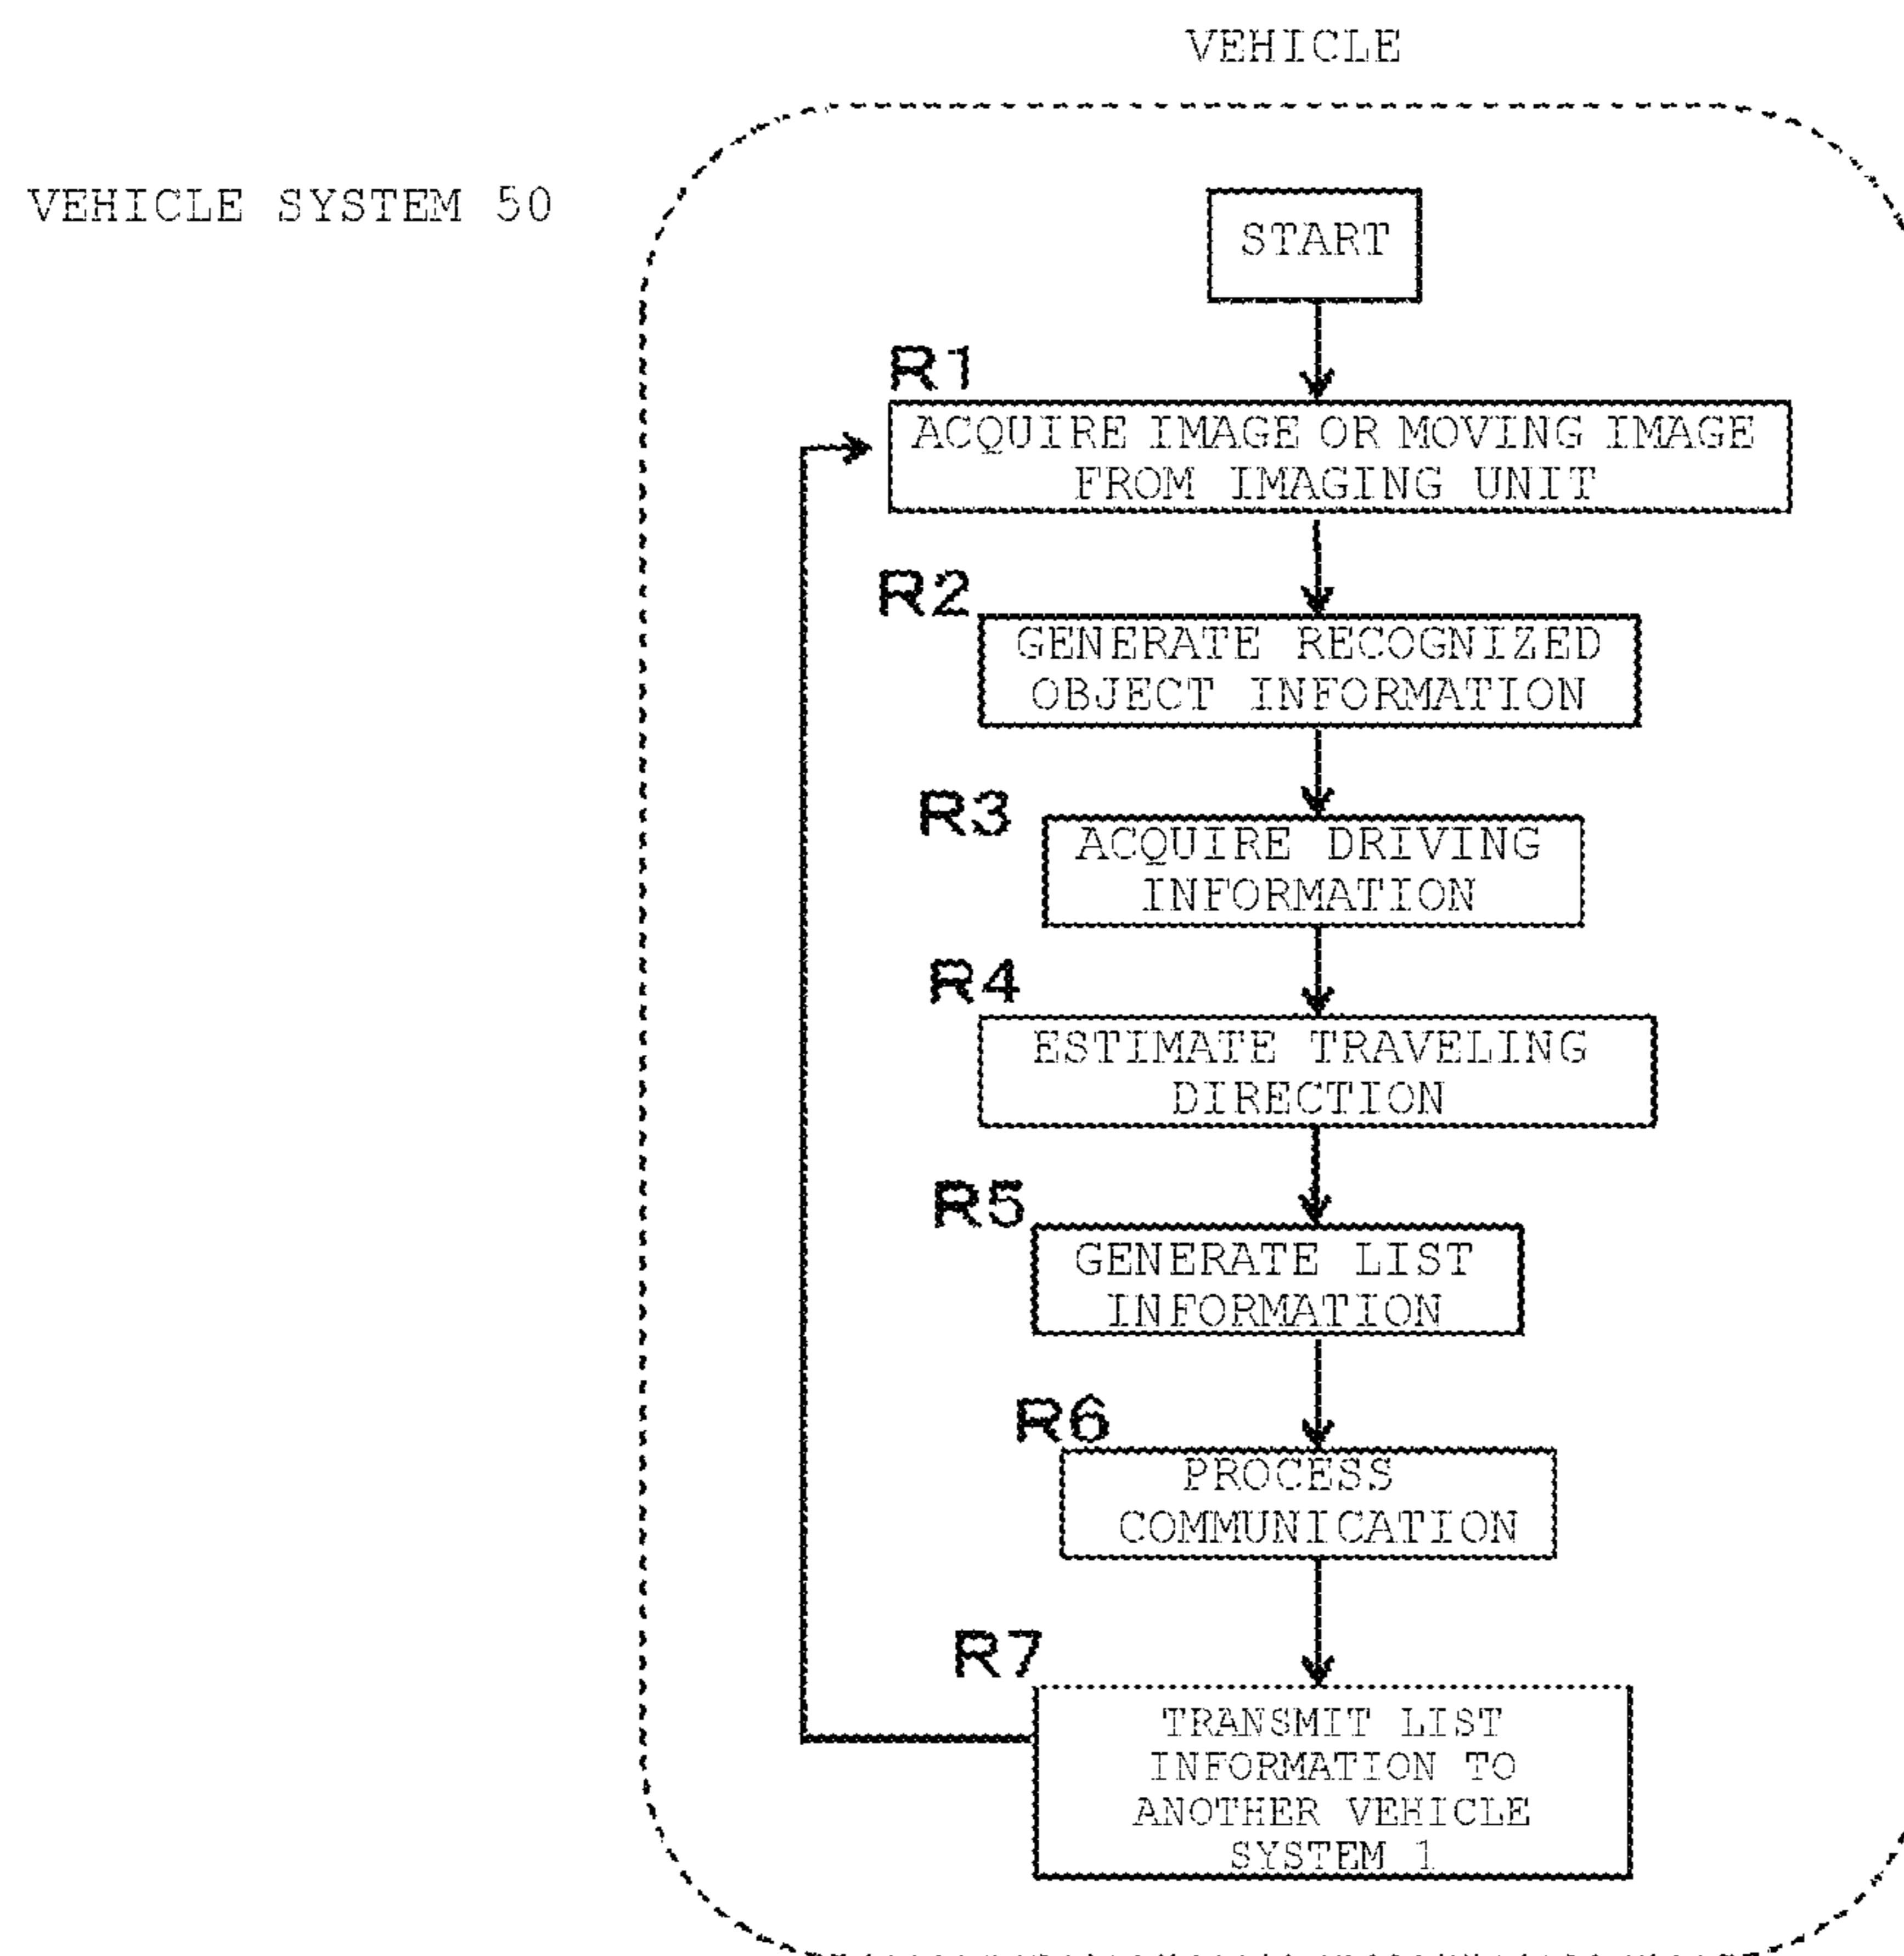 VEHICLE
VEHICLE SYSTEM 50
START
R1
ACQUIRE IMAGE OR MOVING IMAGE
FROM IMAGING UNIT
R2
GENERATE RECOGNIZED
OBJECT INFORMATION
R3
ACQUIRE DRIVING
INFORMATION
R4
ESTIMATE TRAVELING
DIRECTION
R5
GENERATE LIST
INFORMATION
R6
PROCESS
COMMUNICATION
R7
TRANSMIT LIST
INFORMATION TO
ANOTHER VEHICLE
SYSTEM 1